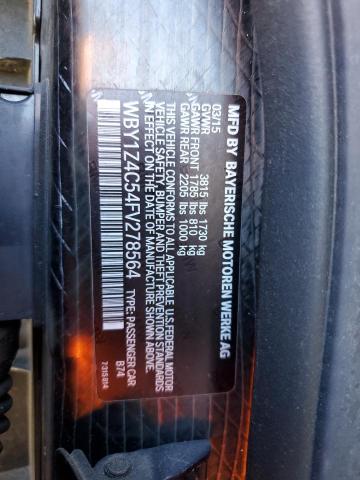 MFD BY BAYERISCHE MOTOREN WERKE AG
03/15
GVWR 3815 lbs 1730 kg
GAWR FRONT 1785 lbs 810 kg
GAWR REAR 2205 lbs 1000 kg
THIS VEHICLE CONFORMS TO ALL APPLICABLE U.S.FEDERAL MOTOR
VEHICLE SAFETY, BUMPER AND THEFT PREVENTION STANDARDS
IN EFFECT ON THE DATE OF MANUFACTURE SHOWN ABOVE.
WBY1Z4C54FV278564
TYPE: PASSENGER CAR
B74
7315814